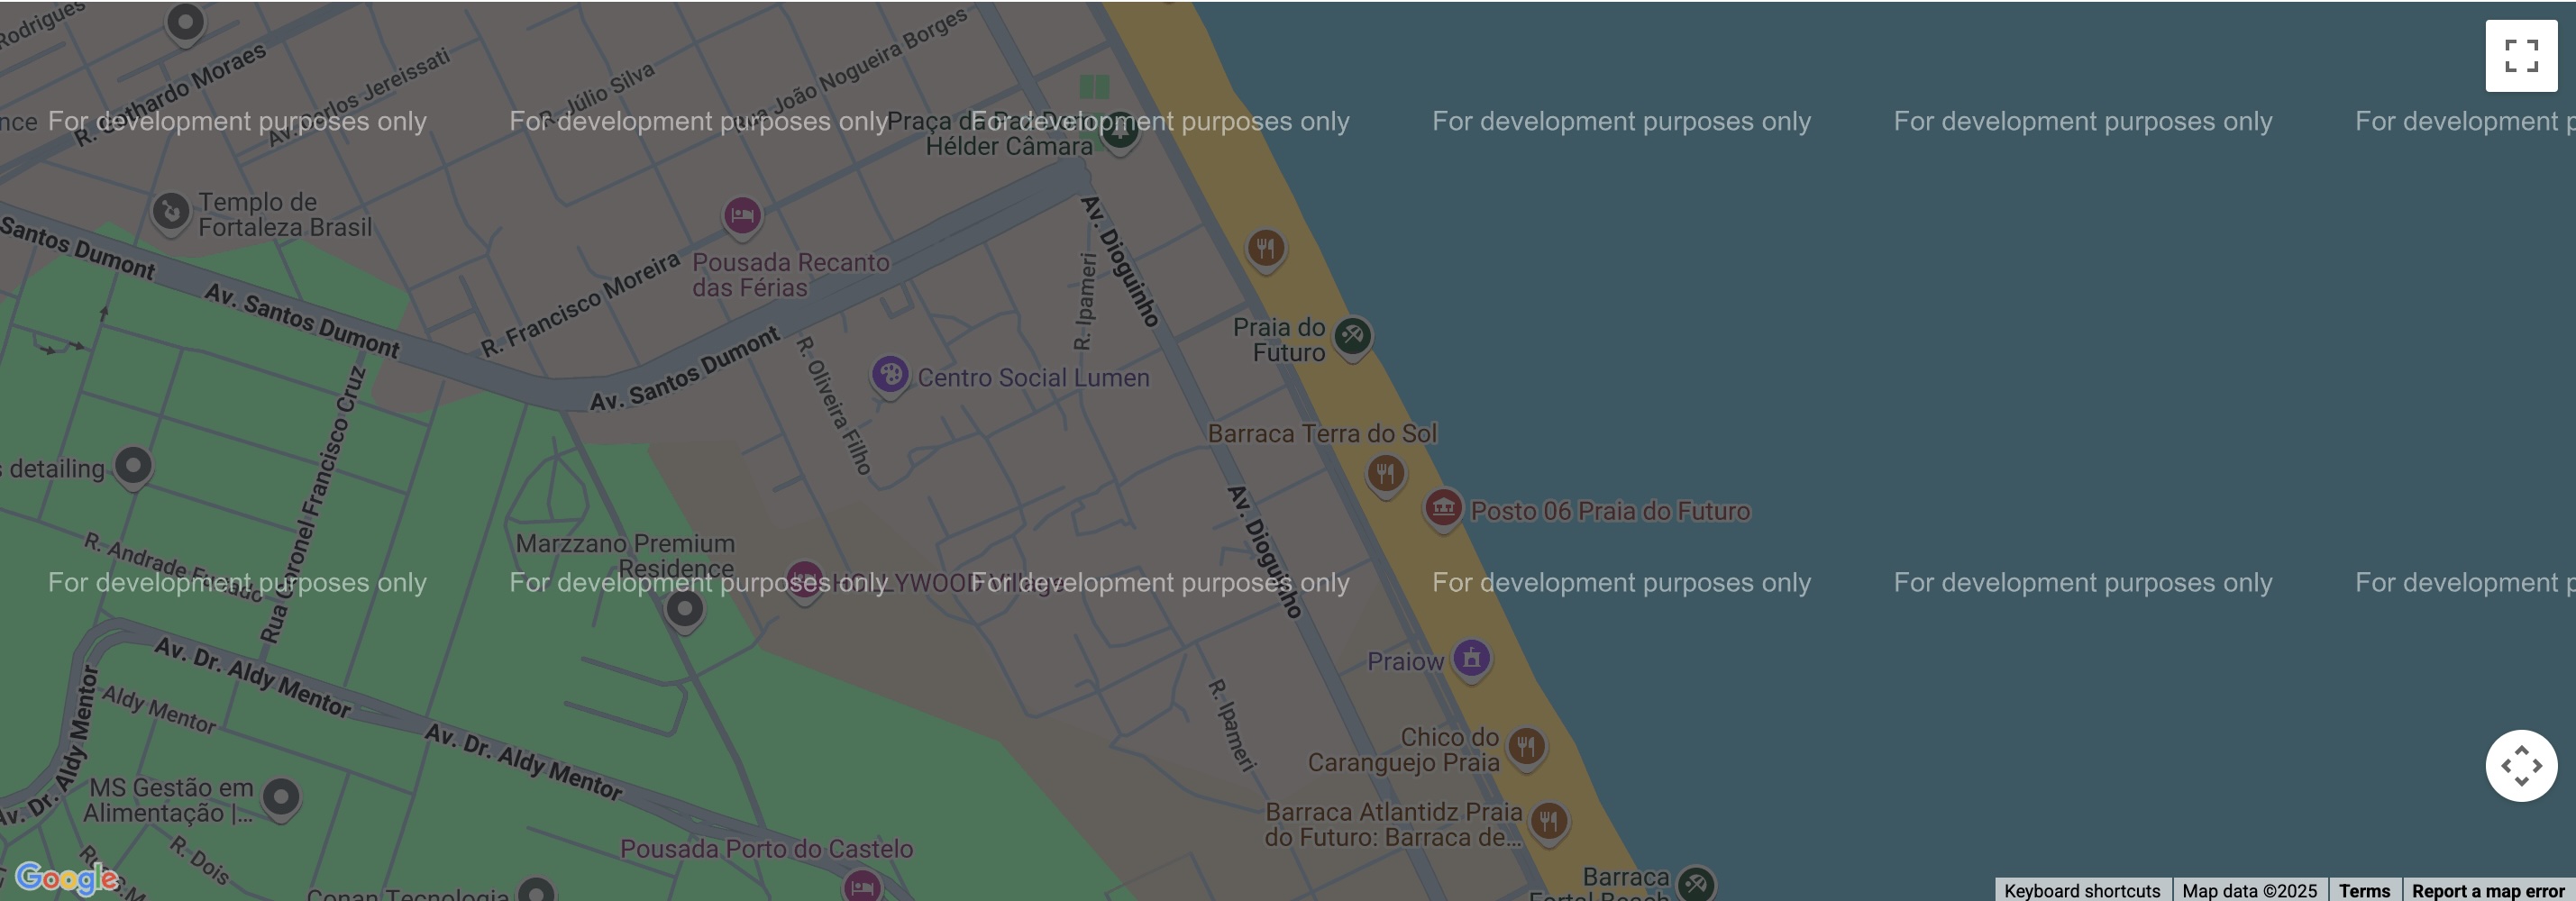 Rodrigues
R. Gothardo Moraes
Av. Carlos Jereissati
R. Júlio Silva
Rua João Nogueira Borges
nce
For development purposes only
For development purposes only
For development purposes only
For development purposes only
For development purposes only
For development p
Praça da Paz Dom
Hélder Câmara
Templo de
Fortaleza Brasil
Santos Dumont
Av. Santos Dumont
Pousada Recanto
das Férias
R. Francisco Moreira
Av. Santos Dumont
R. Ipameri
Av. Dioguinho
Praia do
Futuro
R. Oliveira Filho
Centro Social Lumen
Rua Coronel Francisco Cruz
Barraca Terra do Sol
s detailing
Posto 06 Praia do Futuro
Av. Dioguinho
R. Andrade Furtado
Marzzano Premium
Residence
HOLLYWOOD Village
For development purposes only
For development purposes only
For development purposes only
For development purposes only
For development purposes only
For development p
Av. Dr. Aldy Mentor
Av. Dr. Aldy Mentor
Aldy Mentor
Av. Dr. Aldy Mentor
R. Ipameri
Praiow
Chico do
Caranguejo Praia
MS Gestão em
Alimentação |...
Barraca Atlantidz Praia
do Futuro: Barraca de...
R. Dois
Pousada Porto do Castelo
Conan Tecnologia
Barraca
Fortal Beach
Google
Keyboard shortcuts
Map data ©2025
Terms
Report a map error